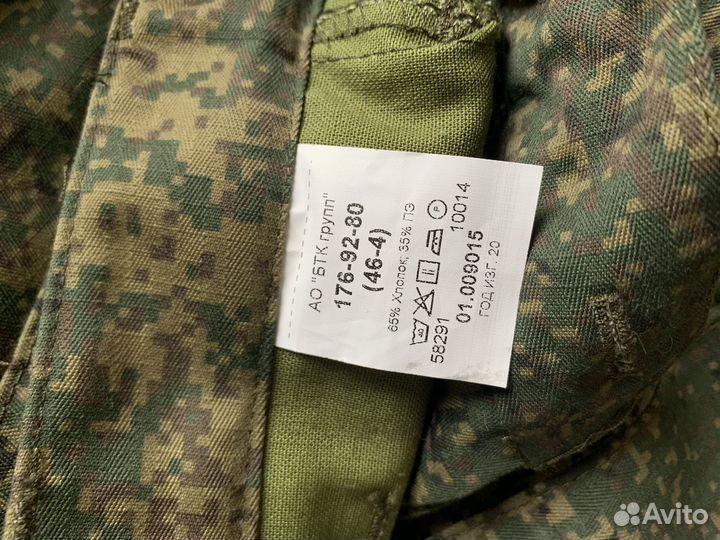 АО "БТК групп"
176-92-80
(46-4)
65% Хлопок; 35% ПЭ
40 P
58291 10014
01.009015
ГОД ИЗГ. 20
Avito